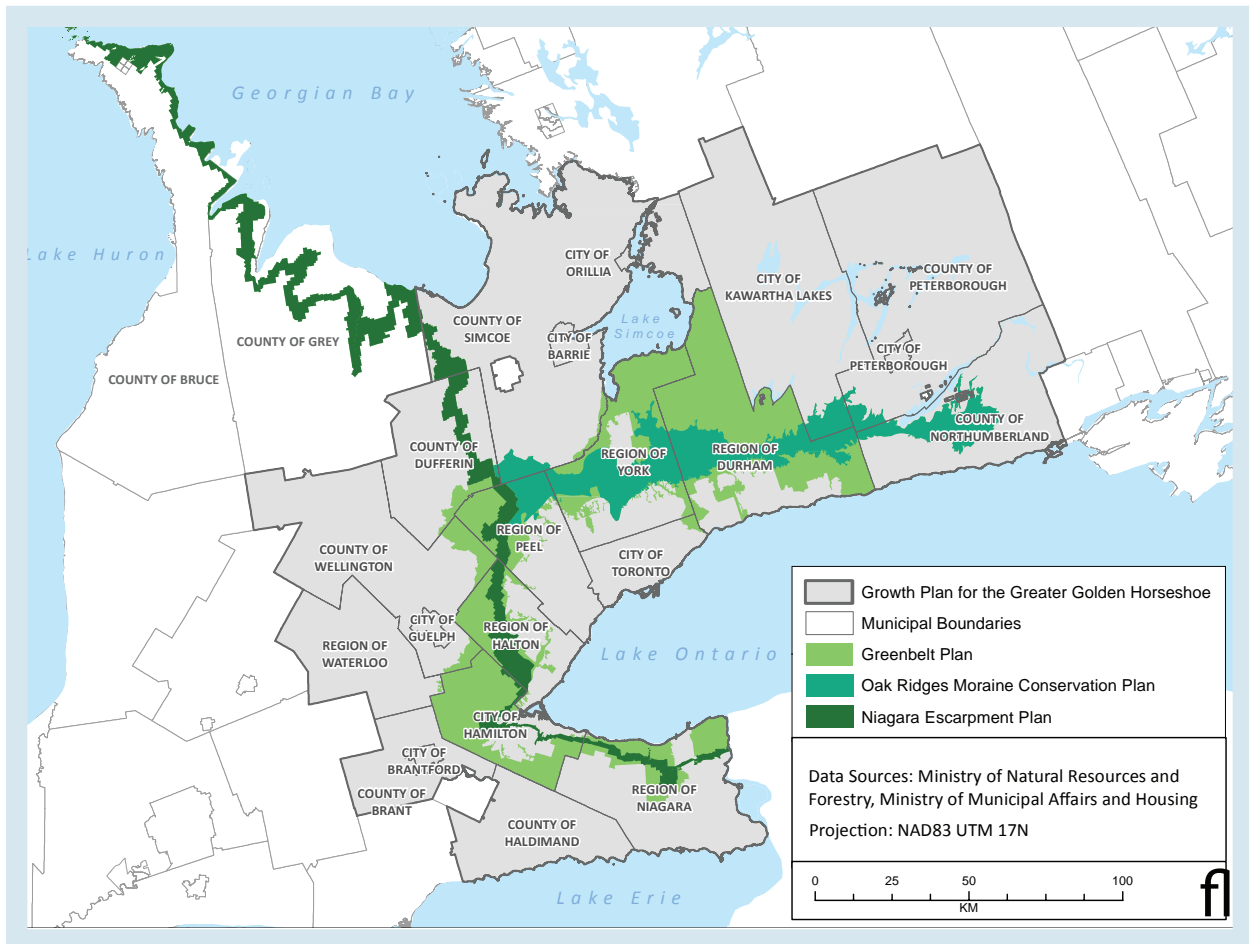 Georgian Bay
Lake Huron
CITY OF
ORILLIA
CITY OF
KAWARTHA LAKES
COUNTY OF
PETERBOROUGH
Lake
Simcoe
COUNTY OF
SIMCOE
CITY OF
BARRIE
COUNTY OF GREY
CITY OF
PETERBOROUGH
COUNTY OF BRUCE
COUNTY OF
NORTHUMBERLAND
COUNTY OF
DUFFERIN
REGION OF
YORK
REGION OF
DURHAM
REGION OF
PEEL
CITY OF
TORONTO
COUNTY OF
WELLINGTON
CITY OF
GUELPH
REGION OF
HALTON
REGION OF
WATERLOO
Lake Ontario
CITY OF
HAMILTON
CITY OF
BRANTFORD
COUNTY OF
BRANT
REGION OF
NIAGARA
COUNTY OF
HALDIMAND
Lake Erie
Growth Plan for the Greater Golden Horseshoe
Municipal Boundaries
Greenbelt Plan
Oak Ridges Moraine Conservation Plan
Niagara Escarpment Plan
Data Sources: Ministry of Natural Resources and
Forestry, Ministry of Municipal Affairs and Housing
Projection: NAD83 UTM 17N
0 25 50 100
KM
fl